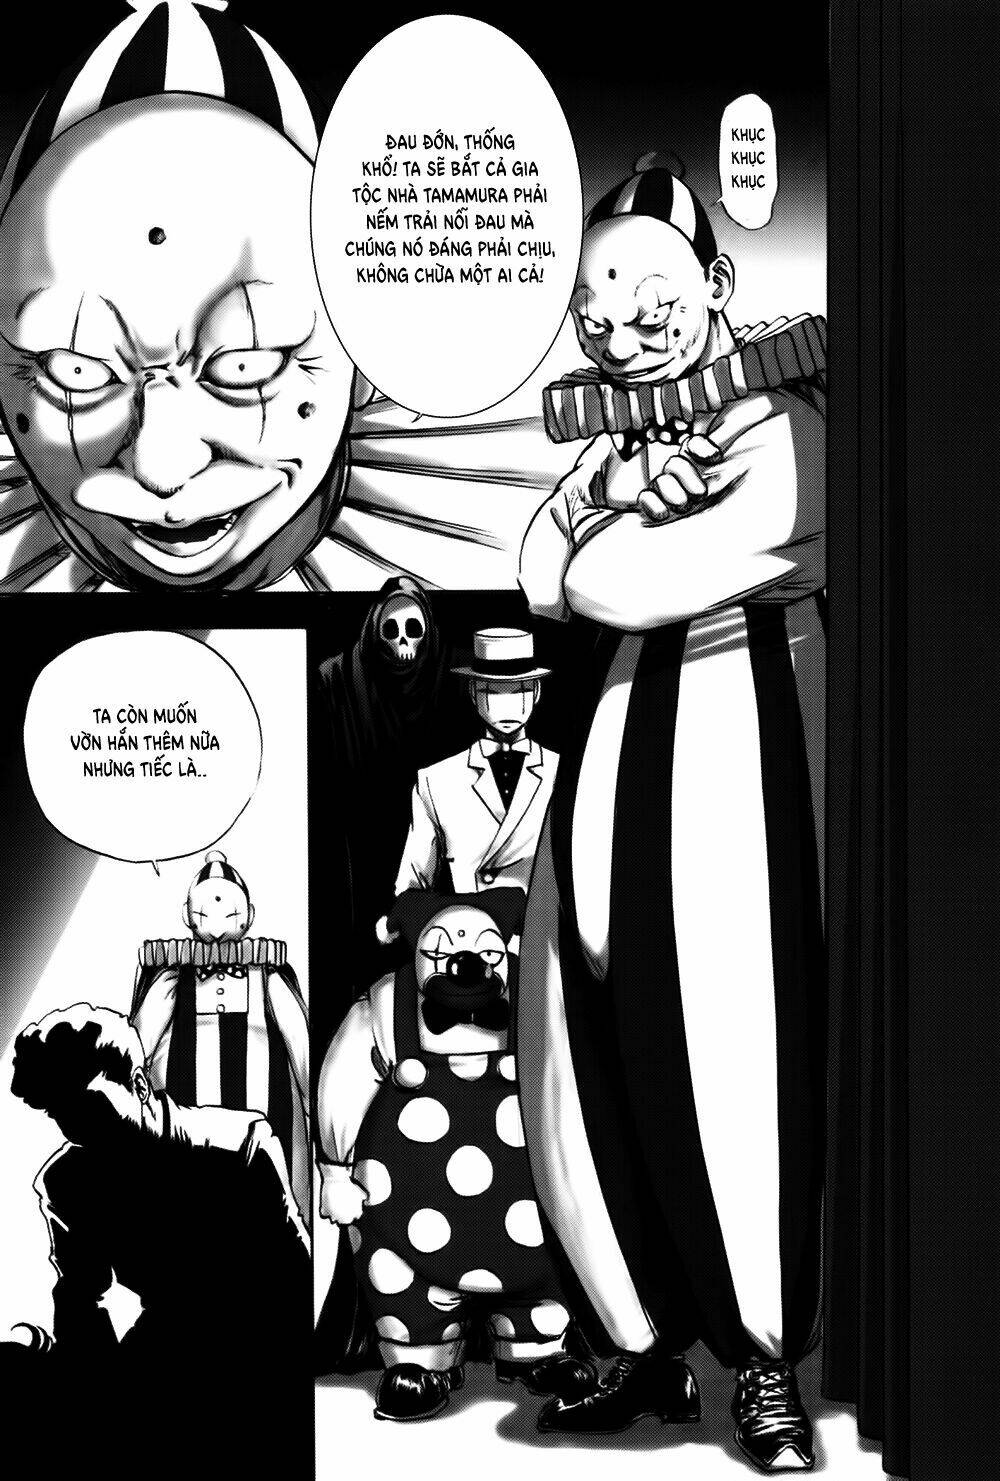 KHỤC
KHỤC
KHỤC
ĐAU ĐỚN, THỐNG
KHỔ! TA SẼ BẮT CẢ GIA
TỘC NHÀ TAMAMURA PHẢI
NẾM TRẢI NỖI ĐAU MÀ
CHÚNG NÓ ĐÁNG PHẢI CHỊU,
KHÔNG CHỪA MỘT AI CẢ!
TA CÒN MUỐN
VỜN HẮN THÊM NỮA
NHƯNG TIẾC LÀ..